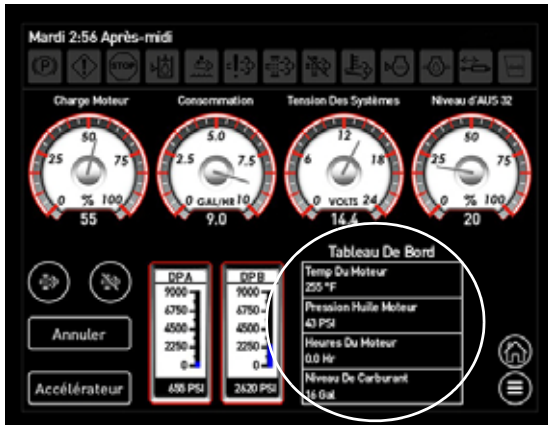 Mardi 2:56 Après-midi
(P) STOP
Charge Moteur Consommation Tension Des Systèmes Niveau d'AUS 32
50 5.0 12 50
25 75 2.5 7.5 6 18 25 75
0 % 100 0 GAL/HR 10 0 VOLTS 24 0 % 100
55 9.0 14.4 20
Tableau De Bord
Temp Du Moteur
255 °F
Pression Huile Moteur
43 PSI
Heures Du Moteur
0.0 Hr
Niveau De Carburant
16 Gal
DPA DPB
9000 9000
6750 6750
4500 4500
2250 2250
0 0
655 PSI 2620 PSI
Annuler
Accélérateur